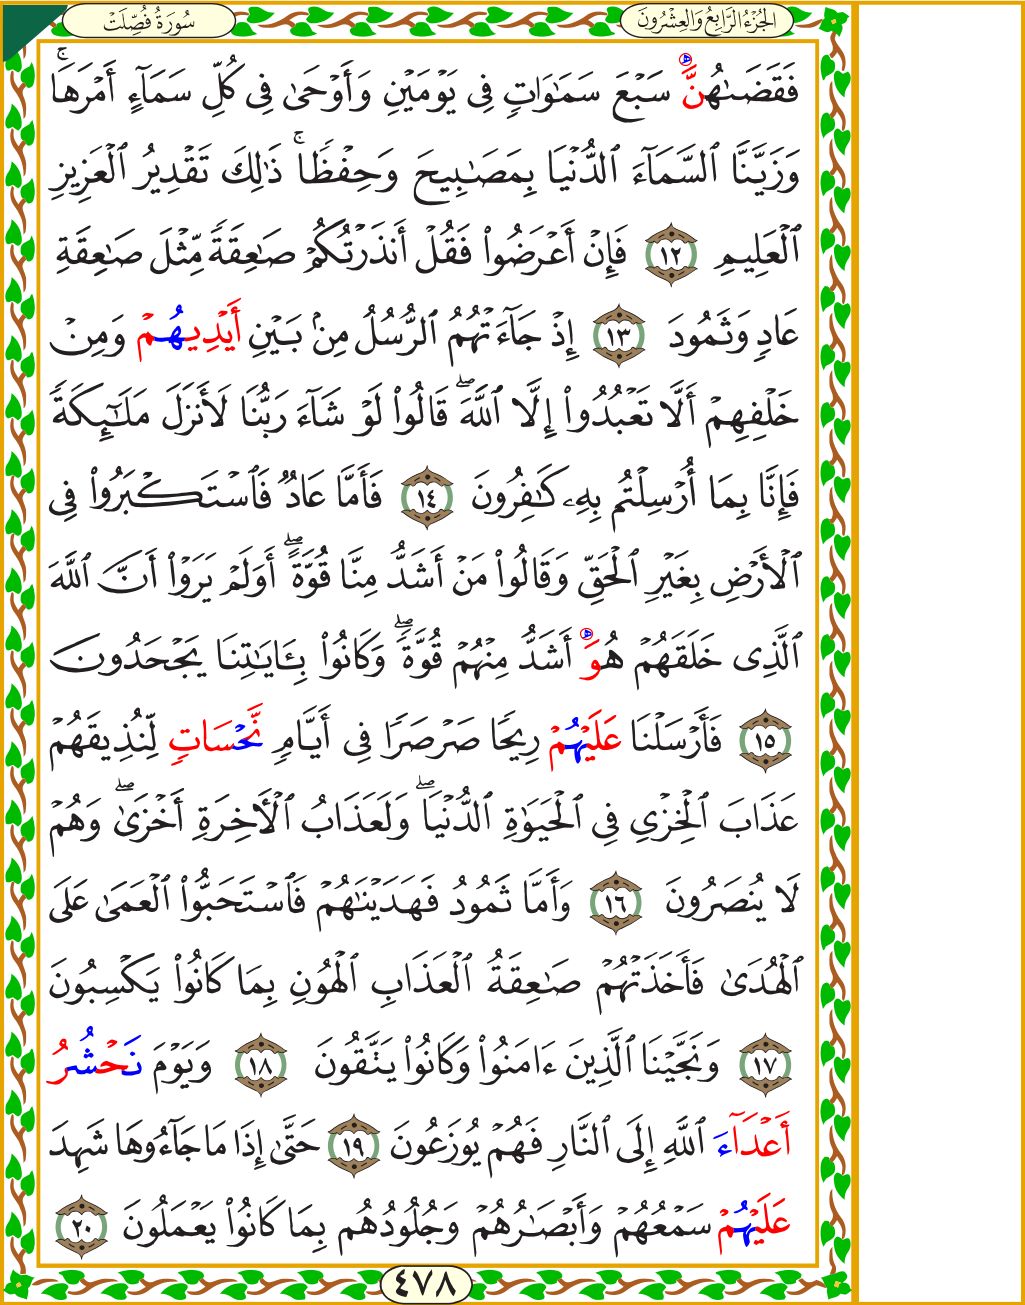 الجُزْءُ الرَّابِعُ وَالعِشْرُونَ
سُورَةُ فُصِّلَتْ
فَقَضَىٰهُنَّ سَبْعَ سَمَوَاتٍ فِى يَوْمَيْنِ وَأَوْحَىٰ فِى كُلِّ سَمَآءٍ أَمْرَهَاۚ
وَزَيَّنَّا ٱلسَّمَآءَ ٱلدُّنْيَا بِمَصَٰبِيحَ وَحِفْظًاۚ ذَٰلِكَ تَقْدِيرُ ٱلْعَزِيزِ
ٱلْعَلِيمِ ١٢ فَإِنْ أَعْرَضُوا۟ فَقُلْ أَنذَرْتُكُمْ صَٰعِقَةً مِّثْلَ صَٰعِقَةِ
عَادٍ وَثَمُودَ ١٣ إِذْ جَآءَتْهُمُ ٱلرُّسُلُ مِنۢ بَيْنِ أَيْدِيهُمْ وَمِنْ
خَلْفِهِمْ أَلَّا تَعْبُدُوا۟ إِلَّا ٱللَّهَۖ قَالُوا۟ لَوْ شَآءَ رَبُّنَا لَأَنزَلَ مَلَٰٓئِكَةً
فَإِنَّا بِمَا أُرْسِلْتُم بِهِۦ كَٰفِرُونَ ١٤ فَأَمَّا عَادٌ فَٱسْتَكْبَرُوا۟ فِى
ٱلْأَرْضِ بِغَيْرِ ٱلْحَقِّ وَقَالُوا۟ مَنْ أَشَدُّ مِنَّا قُوَّةًۖ أَوَلَمْ يَرَوْا۟ أَنَّ ٱللَّهَ
ٱلَّذِى خَلَقَهُمْ هُوَ أَشَدُّ مِنْهُمْ قُوَّةًۖ وَكَانُوا۟ بِـَٔايَٰتِنَا يَجْحَدُونَ
١٥ فَأَرْسَلْنَا عَلَيْهُمْ رِيحًا صَرْصَرًا فِى أَيَّامٍ نَّحْسَاتٍ لِّنُذِيقَهُمْ
عَذَابَ ٱلْخِزْىِ فِى ٱلْحَيَوٰةِ ٱلدُّنْيَاۖ وَلَعَذَابُ ٱلْـَٔاخِرَةِ أَخْزَىٰۖ وَهُمْ
لَا يُنصَرُونَ ١٦ وَأَمَّا ثَمُودُ فَهَدَيْنَٰهُمْ فَٱسْتَحَبُّوا۟ ٱلْعَمَىٰ عَلَى
ٱلْهُدَىٰ فَأَخَذَتْهُمْ صَٰعِقَةُ ٱلْعَذَابِ ٱلْهُونِ بِمَا كَانُوا۟ يَكْسِبُونَ
١٧ وَنَجَّيْنَا ٱلَّذِينَ ءَامَنُوا۟ وَكَانُوا۟ يَتَّقُونَ ١٨ وَيَوْمَ نَحْشُرُ
أَعْدَآءَ ٱللَّهِ إِلَى ٱلنَّارِ فَهُمْ يُوزَعُونَ ١٩ حَتَّىٰ إِذَا مَا جَآءُوهَا شَهِدَ
عَلَيْهُمْ سَمْعُهُمْ وَأَبْصَٰرُهُمْ وَجُلُودُهُم بِمَا كَانُوا۟ يَعْمَلُونَ ٢٠
٤٧٨